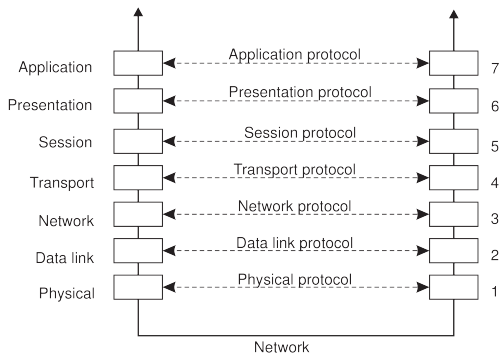 Application Application protocol 7
Presentation Presentation protocol 6
Session Session protocol 5
Transport Transport protocol 4
Network Network protocol 3
Data link Data link protocol 2
Physical Physical protocol 1
Network